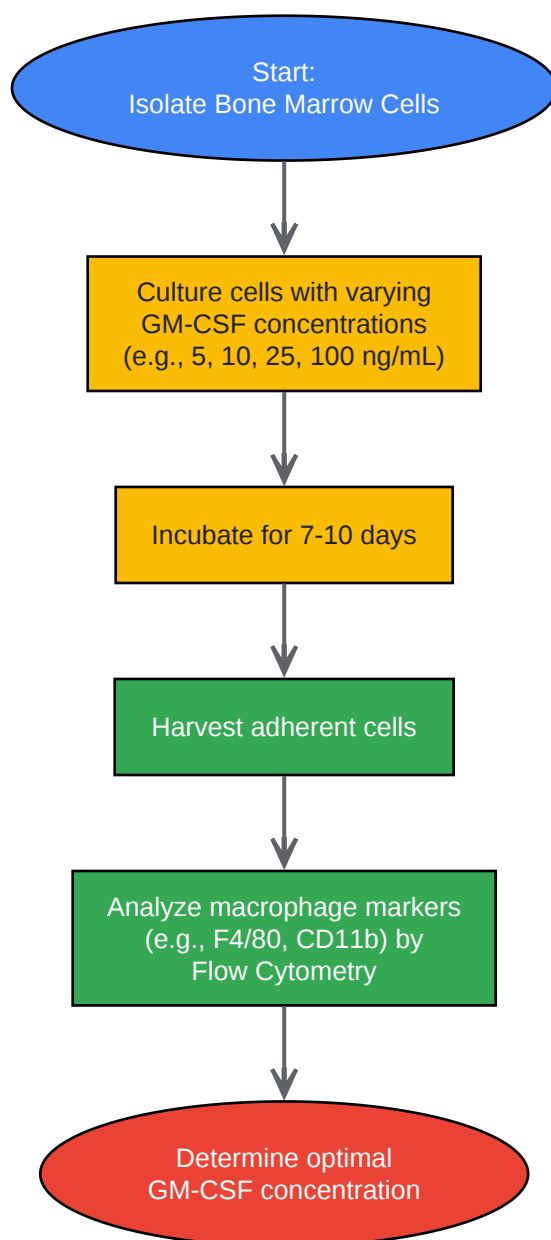 Start:
Isolate Bone Marrow Cells
Culture cells with varying
GM-CSF concentrations
(e.g., 5, 10, 25, 100 ng/mL)
Incubate for 7-10 days
Harvest adherent cells
Analyze macrophage markers
(e.g., F4/80, CD11b) by
Flow Cytometry
Determine optimal
GM-CSF concentration